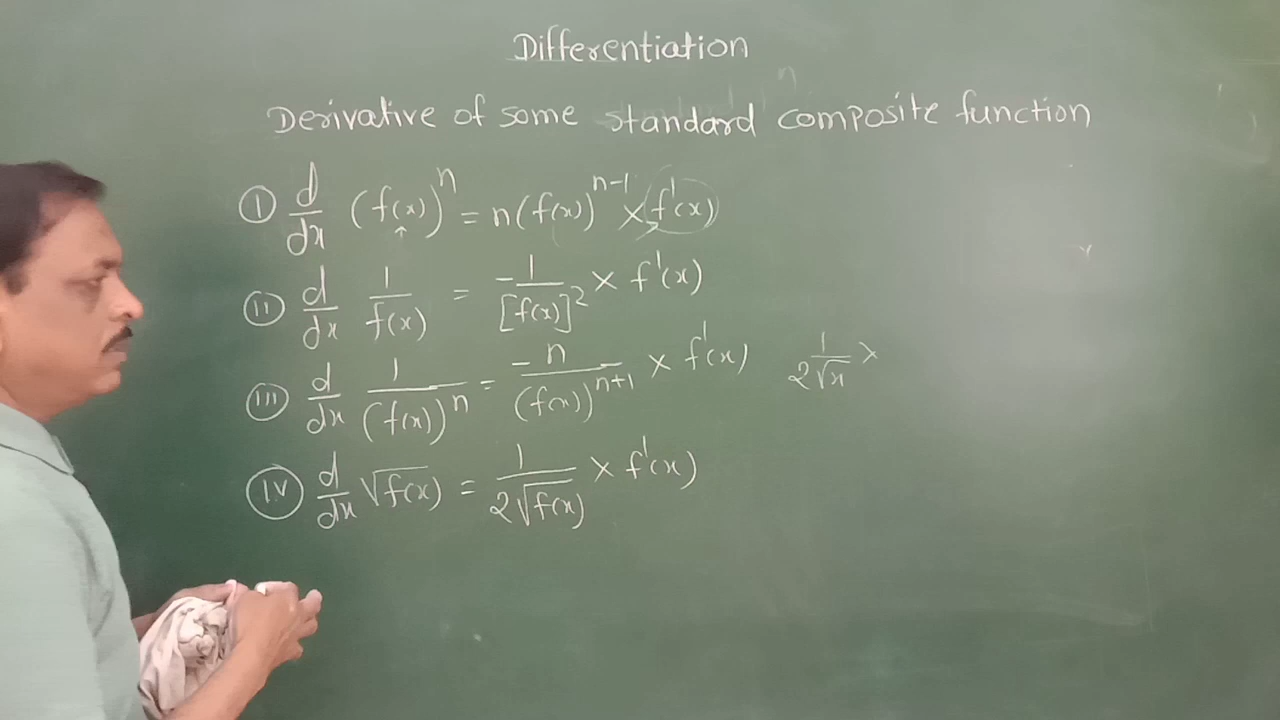 Differentiation
Derivative of some standard composite function
(I) d/dx (f(x))^n = n(f(x))^(n-1) × f'(x)
(II) d/dx 1/f(x) = -1/[f(x)]^2 × f'(x)
(III) d/dx 1/(f(x))^n = -n/(f(x))^(n+1) × f'(x) 1/(2√x) ×
(IV) d/dx √f(x) = 1/(2√f(x)) × f'(x)